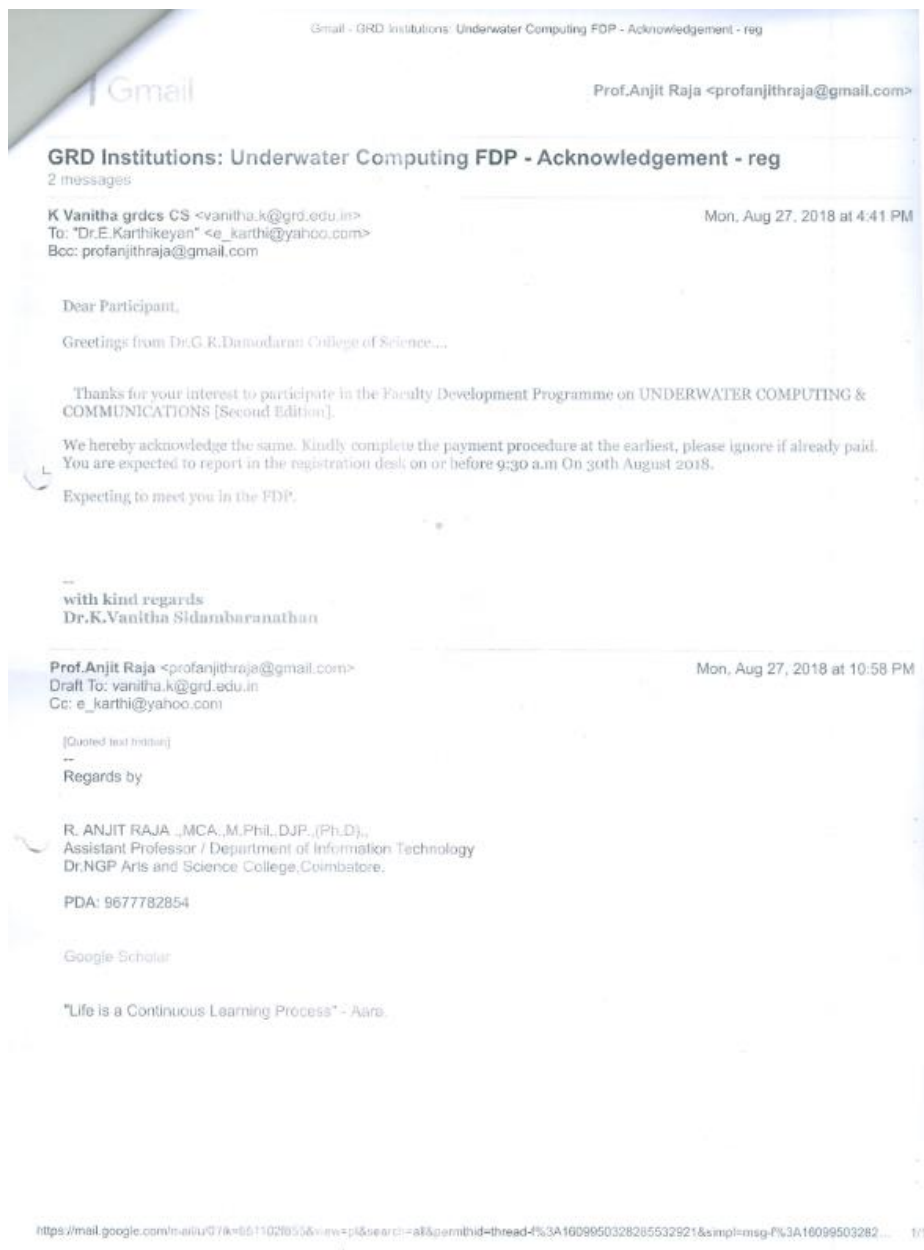 Gmail - GRD Institutions: Underwater Computing FDP - Acknowledgement - reg
Gmail
Prof.Anjit Raja <profanjithraja@gmail.com>
GRD Institutions: Underwater Computing FDP - Acknowledgement - reg
2 messages
K Vanitha grdcs CS <vanitha.k@grd.edu.in>
Mon, Aug 27, 2018 at 4:41 PM
To: "Dr.E.Karthikeyan" <e_karthi@yahoo.com>
Bcc: profanjithraja@gmail.com
Dear Participant,
Greetings from Dr.G.R.Damodaran College of Science....
Thanks for your interest to participate in the Faculty Development Programme on UNDERWATER COMPUTING &
COMMUNICATIONS [Second Edition].
We hereby acknowledge the same. Kindly complete the payment procedure at the earliest, please ignore if already paid.
You are expected to report in the registration desk on or before 9:30 a.m On 30th August 2018.
Expecting to meet you in the FDP.
--
with kind regards
Dr.K.Vanitha Sidambaranathan
Prof.Anjit Raja <profanjithraja@gmail.com>
Mon, Aug 27, 2018 at 10:58 PM
Draft To: vanitha.k@grd.edu.in
Cc: e_karthi@yahoo.com
[Quoted text hidden]
--
Regards by
R. ANJIT RAJA .,MCA.,M.Phil.,DJP.,(Ph.D).,
Assistant Professor / Department of Information Technology
Dr.NGP Arts and Science College,Coimbatore.
PDA: 9677782854
Google Scholar
"Life is a Continuous Learning Process" - Aara.